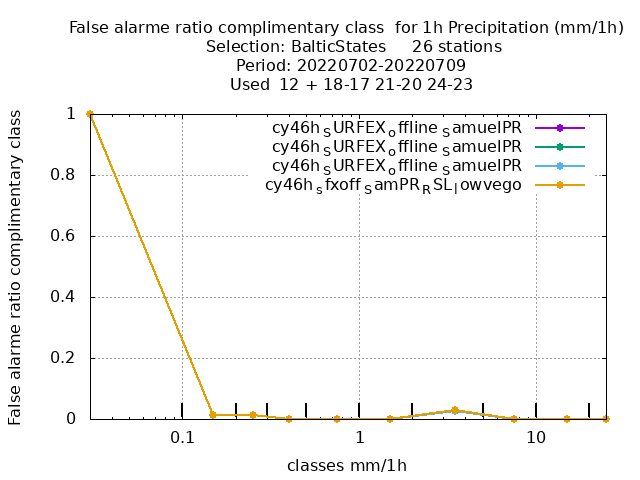 False alarme ratio complimentary class  for 1h Precipitation (mm/1h)
Selection: BalticStates     26 stations
Period: 20220702-20220709
Used  12 + 18-17 21-20 24-23
cy46h_SURFEX_offline_SamuelPR
cy46h_SURFEX_offline_SamuelPR
cy46h_SURFEX_offline_SamuelPR
cy46h_sfxoff_SamPR_RSL_lowvego
False alarme ratio complimentary class
1
0.8
0.6
0.4
0.2
0
0.1
1
10
classes mm/1h